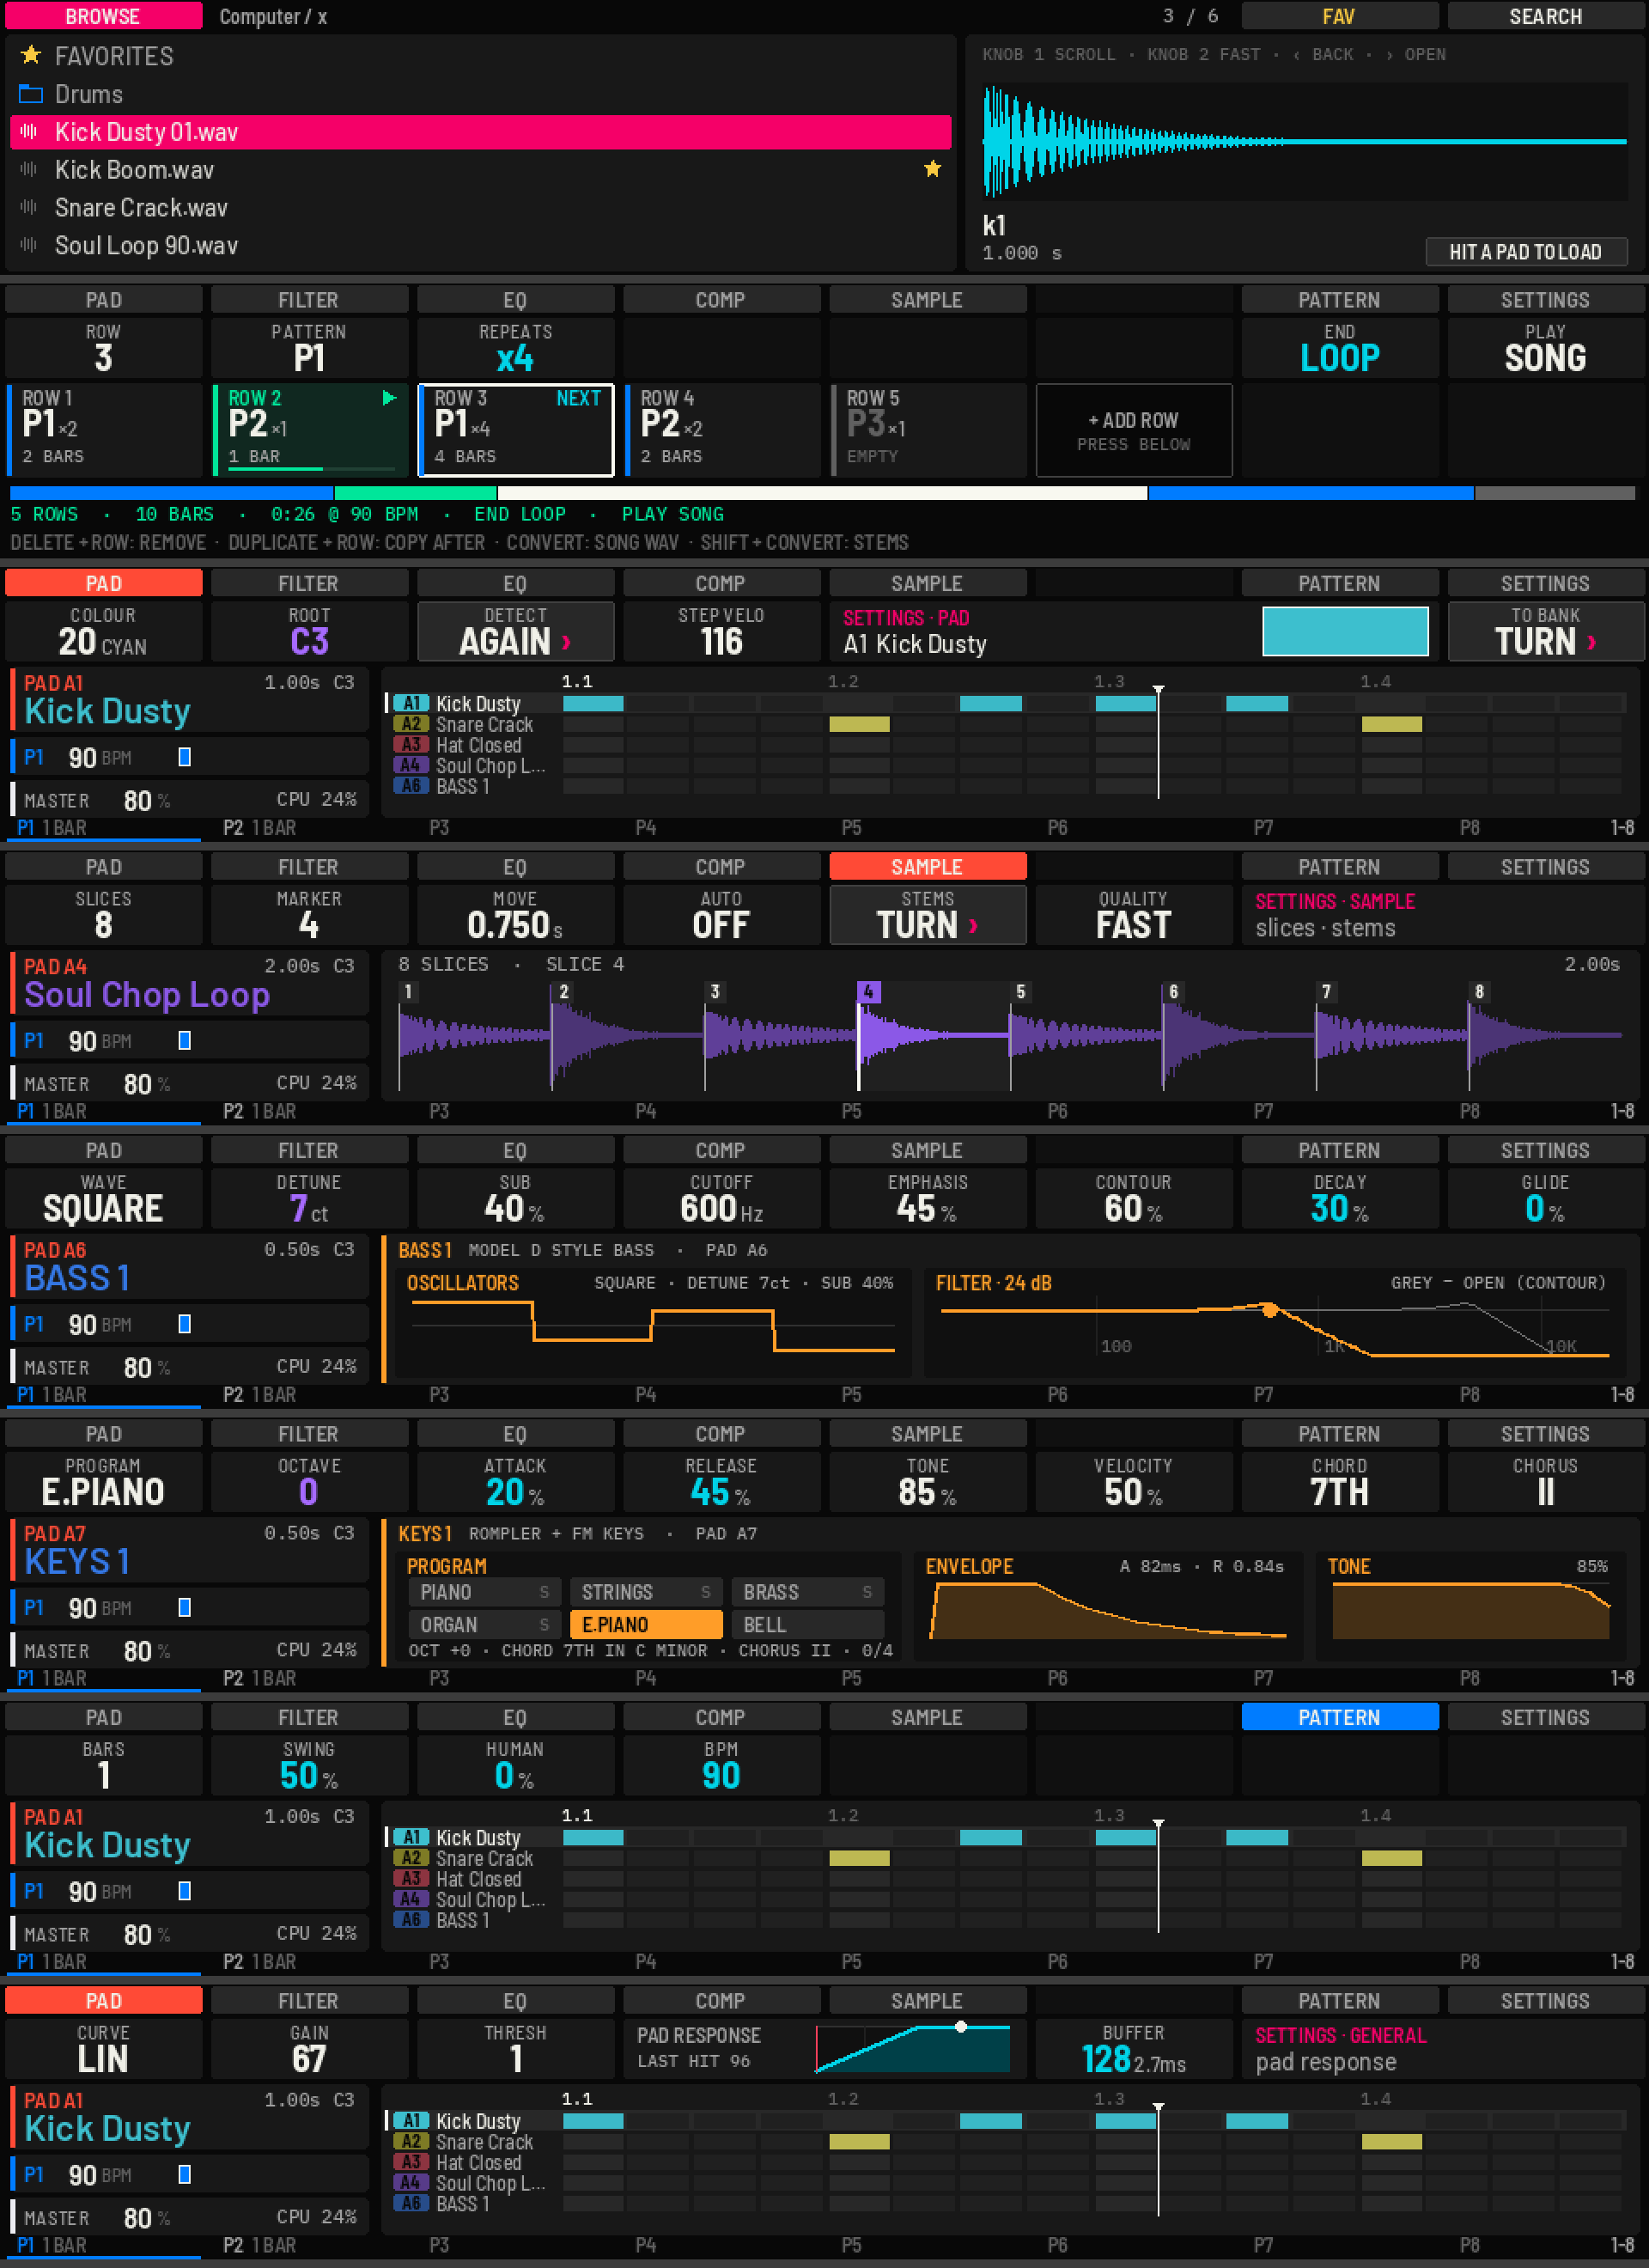 BROWSE Computer / x 3 / 6 FAV SEARCH
FAVORITES
KNOB 1 SCROLL · KNOB 2 FAST · ‹ BACK · › OPEN
Drums
Kick Dusty 01.wav
Kick Boom.wav
Snare Crack.wav
Soul Loop 90.wav
k1
1.000 s
HIT A PAD TO LOAD
PAD FILTER EQ COMP SAMPLE PATTERN SETTINGS
ROW PATTERN REPEATS END PLAY
3 P1 x4 LOOP SONG
ROW 1 ROW 2 ROW 3 NEXT ROW 4 ROW 5
P1 ×2 P2 ×1 P1 ×4 P2 ×2 P3 ×1 + ADD ROW
2 BARS 1 BAR 4 BARS 2 BARS EMPTY PRESS BELOW
5 ROWS · 10 BARS · 0:26 @ 90 BPM · END LOOP · PLAY SONG
DELETE + ROW: REMOVE · DUPLICATE + ROW: COPY AFTER · CONVERT: SONG WAV · SHIFT + CONVERT: STEMS
PAD FILTER EQ COMP SAMPLE PATTERN SETTINGS
COLOUR ROOT DETECT STEP VELO SETTINGS · PAD TO BANK
20 CYAN C3 AGAIN › 116 A1 Kick Dusty TURN ›
PAD A1 1.00s C3 1.1 1.2 1.3 1.4
Kick Dusty
A1 Kick Dusty
A2 Snare Crack
A3 Hat Closed
P1 90 BPM
A4 Soul Chop L...
A6 BASS 1
MASTER 80 % CPU 24%
P1 1 BAR P2 1 BAR P3 P4 P5 P6 P7 P8 1-8
PAD FILTER EQ COMP SAMPLE PATTERN SETTINGS
SLICES MARKER MOVE AUTO STEMS QUALITY SETTINGS · SAMPLE
8 4 0.750 s OFF TURN › FAST slices · stems
PAD A4 2.00s C3 8 SLICES · SLICE 4 2.00s
Soul Chop Loop 1 2 3 4 5 6 7 8
P1 90 BPM
MASTER 80 % CPU 24%
P1 1 BAR P2 1 BAR P3 P4 P5 P6 P7 P8 1-8
PAD FILTER EQ COMP SAMPLE PATTERN SETTINGS
WAVE DETUNE SUB CUTOFF EMPHASIS CONTOUR DECAY GLIDE
SQUARE 7 ct 40 % 600 Hz 45 % 60 % 30 % 0 %
PAD A6 0.50s C3 BASS 1 MODEL D STYLE BASS · PAD A6
BASS 1 OSCILLATORS SQUARE · DETUNE 7ct · SUB 40% FILTER · 24 dB GREY – OPEN (CONTOUR)
P1 90 BPM
100 1K 10K
MASTER 80 % CPU 24%
P1 1 BAR P2 1 BAR P3 P4 P5 P6 P7 P8 1-8
PAD FILTER EQ COMP SAMPLE PATTERN SETTINGS
PROGRAM OCTAVE ATTACK RELEASE TONE VELOCITY CHORD CHORUS
E.PIANO 0 20 % 45 % 85 % 50 % 7TH II
PAD A7 0.50s C3 KEYS 1 ROMPLER + FM KEYS · PAD A7
KEYS 1 PROGRAM ENVELOPE A 82ms · R 0.84s TONE 85%
PIANO S STRINGS S BRASS S
P1 90 BPM ORGAN S E.PIANO BELL
OCT +0 · CHORD 7TH IN C MINOR · CHORUS II · 0/4
MASTER 80 % CPU 24%
P1 1 BAR P2 1 BAR P3 P4 P5 P6 P7 P8 1-8
PAD FILTER EQ COMP SAMPLE PATTERN SETTINGS
BARS SWING HUMAN BPM
1 50 % 0 % 90
PAD A1 1.00s C3 1.1 1.2 1.3 1.4
Kick Dusty
A1 Kick Dusty
A2 Snare Crack
A3 Hat Closed
P1 90 BPM
A4 Soul Chop L...
A6 BASS 1
MASTER 80 % CPU 24%
P1 1 BAR P2 1 BAR P3 P4 P5 P6 P7 P8 1-8
PAD FILTER EQ COMP SAMPLE PATTERN SETTINGS
CURVE GAIN THRESH PAD RESPONSE BUFFER SETTINGS · GENERAL
LIN 67 1 LAST HIT 96 128 2.7ms pad response
PAD A1 1.00s C3 1.1 1.2 1.3 1.4
Kick Dusty
A1 Kick Dusty
A2 Snare Crack
A3 Hat Closed
P1 90 BPM
A4 Soul Chop L...
A6 BASS 1
MASTER 80 % CPU 24%
P1 1 BAR P2 1 BAR P3 P4 P5 P6 P7 P8 1-8